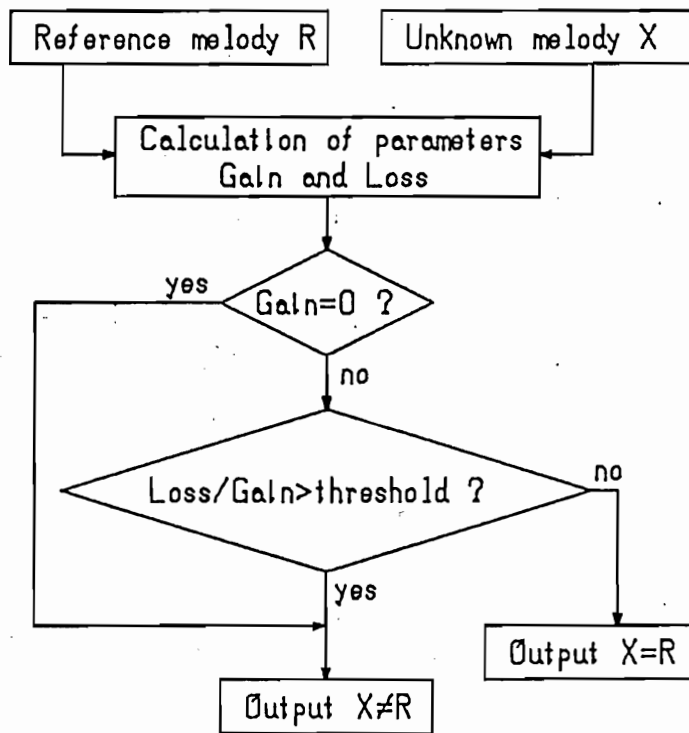 Reference melody R
Unknown melody X
Calculation of parameters
Gain and Loss
yes
Gain=0 ?
no
Loss/Gain>threshold ?
no
yes
Output X=R
Output X≠R